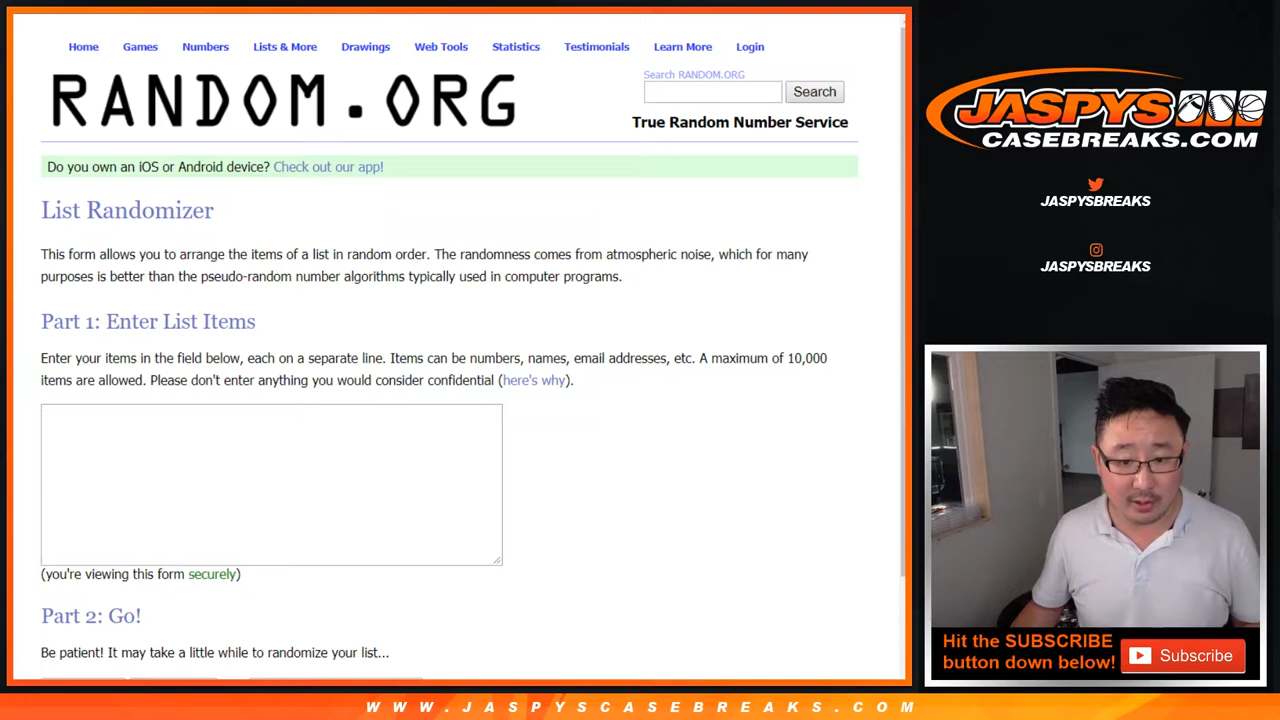 Home Games Numbers Lists & More Drawings Web Tools Statistics Testimonials Learn More Login
RANDOM.ORG
Search RANDOM.ORG
Search
True Random Number Service
Do you own an iOS or Android device? Check out our app!
List Randomizer
This form allows you to arrange the items of a list in random order. The randomness comes from atmospheric noise, which for many
purposes is better than the pseudo-random number algorithms typically used in computer programs.
Part 1: Enter List Items
Enter your items in the field below, each on a separate line. Items can be numbers, names, email addresses, etc. A maximum of 10,000
items are allowed. Please don't enter anything you would consider confidential (here's why).
(you're viewing this form securely)
Part 2: Go!
Be patient! It may take a little while to randomize your list...
JASPYS
CASEBREAKS.COM
JASPYSBREAKS
JASPYSBREAKS
Hit the SUBSCRIBE
button down below!
Subscribe
WWW.JASPYSCASEBREAKS.COM